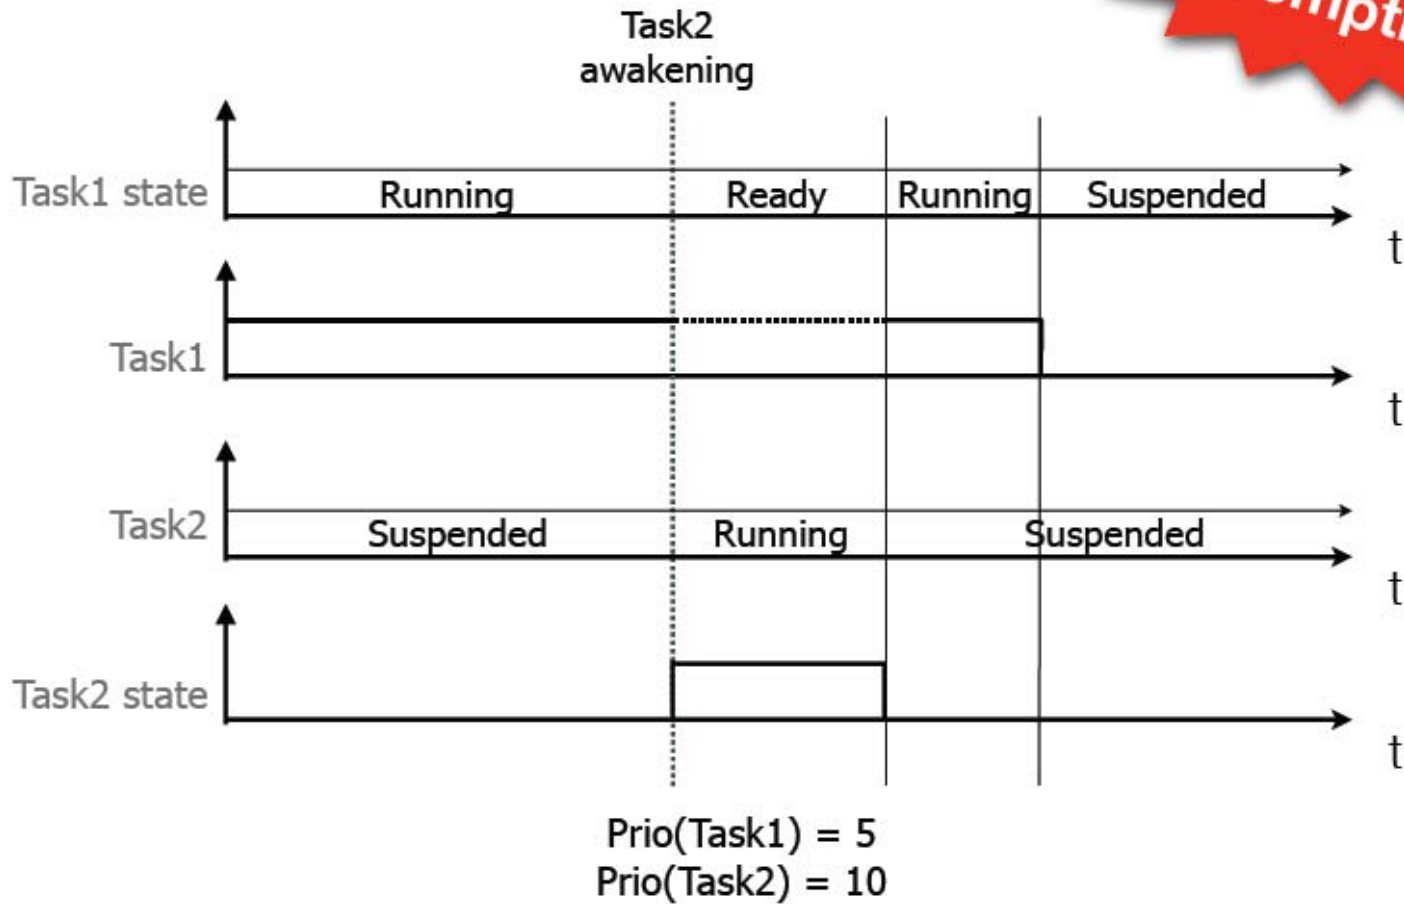 Task2
awakening
Task1 state
Running
Ready
Running
Suspended
t
Task1
t
Task2
Suspended
Running
Suspended
t
Task2 state
t
Prio(Task1) = 5
Prio(Task2) = 10